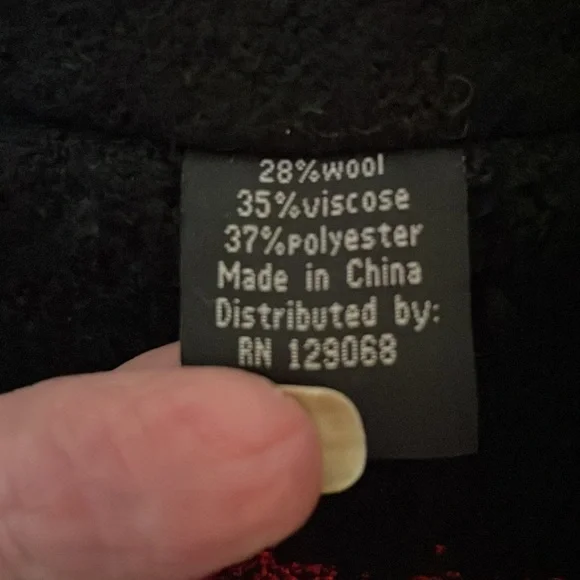 28%wool
35%viscose
37%polyester
Made in China
Distributed by:
RN 129068